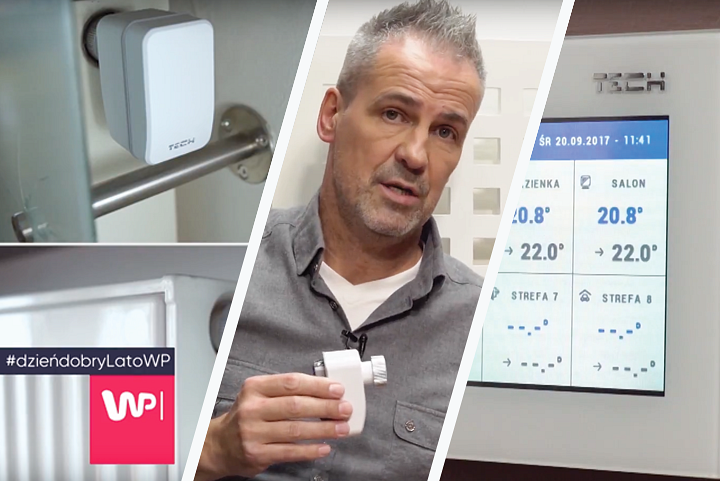 TECH
#dzieńdobryLatoWP
WP
TECH
ŚR 20.09.2017 - 11:41
SALON
20.8°
20.8°
→ 22.0°
→ 22.0°
STREFA 7
STREFA 8
--.-°
--.-°
→ --.-°
→ --.-°